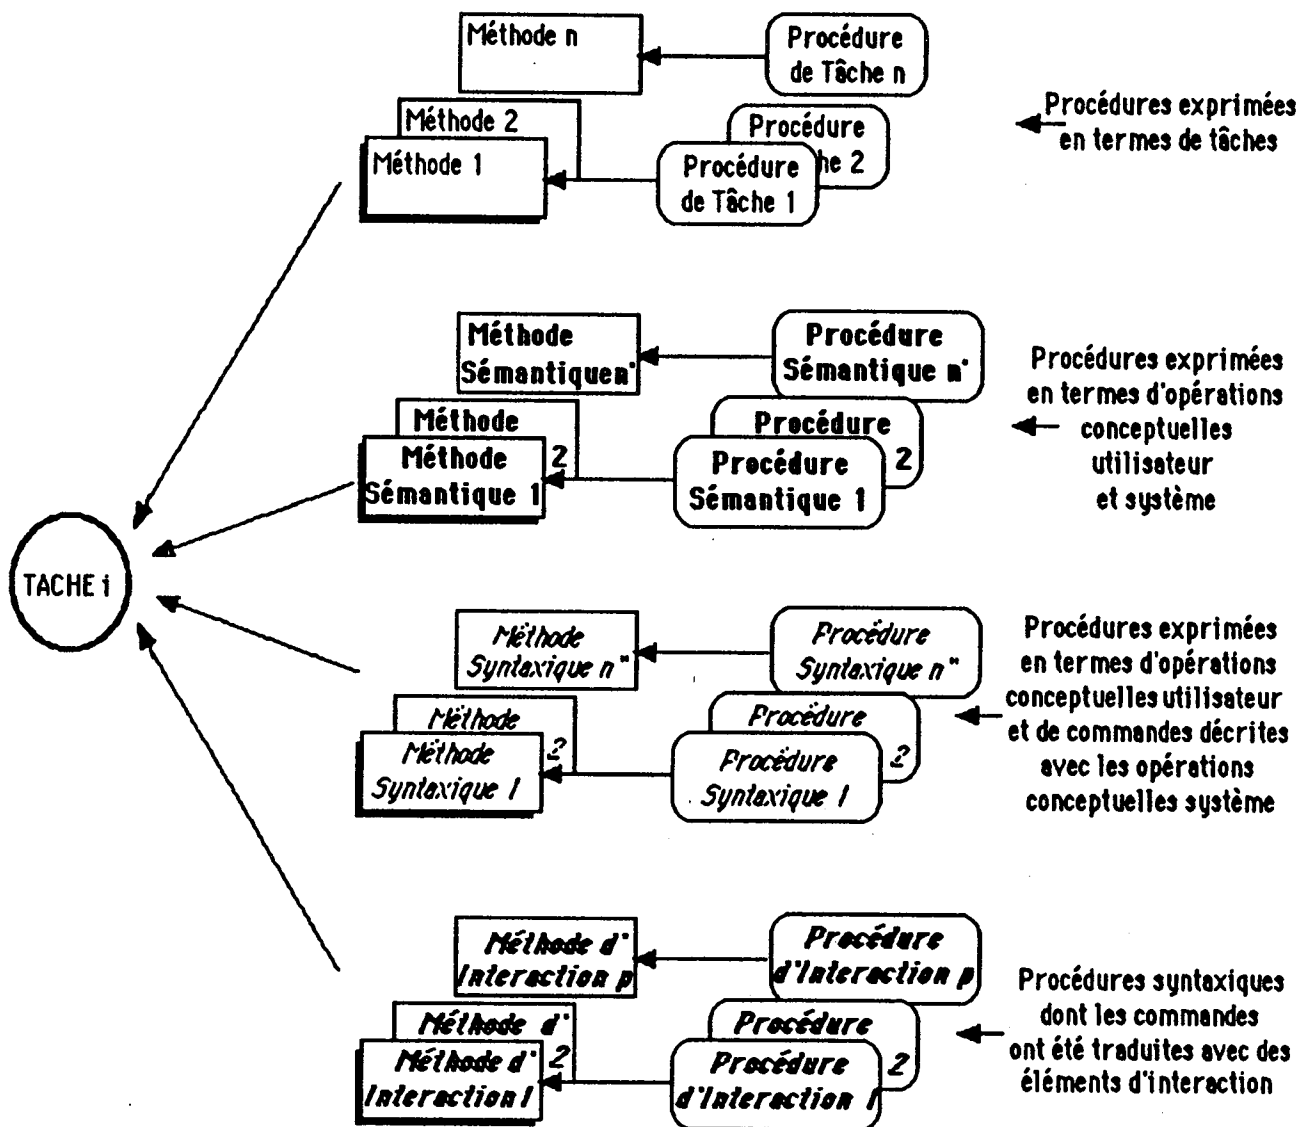 Méthode n
Procédure
de Tâche n
Méthode 2
Procédure
he 2
Méthode 1
Procédure
de Tâche 1
Procédures exprimées
en termes de tâches
Méthode
Sémantique n'
Procédure
Sémantique n'
Méthode
2
Procédure
2
Méthode
Sémantique 1
Procédure
Sémantique 1
Procédures exprimées
en termes d'opérations
conceptuelles
utilisateur
et système
TACHE i
Méthode
Syntaxique n"
Procédure
Syntaxique n"
Méthode
2
Procédure
2
Méthode
Syntaxique 1
Procédure
Syntaxique 1
Procédures exprimées
en termes d'opérations
conceptuelles utilisateur
et de commandes décrites
avec les opérations
conceptuelles système
Méthode d'
Interaction p
Procédure
d'Interaction p
Méthode d'
2
Procédure
2
Méthode d'
Interaction 1
Procédure
d'Interaction 1
Procédures syntaxiques
dont les commandes
ont été traduites avec des
éléments d'interaction